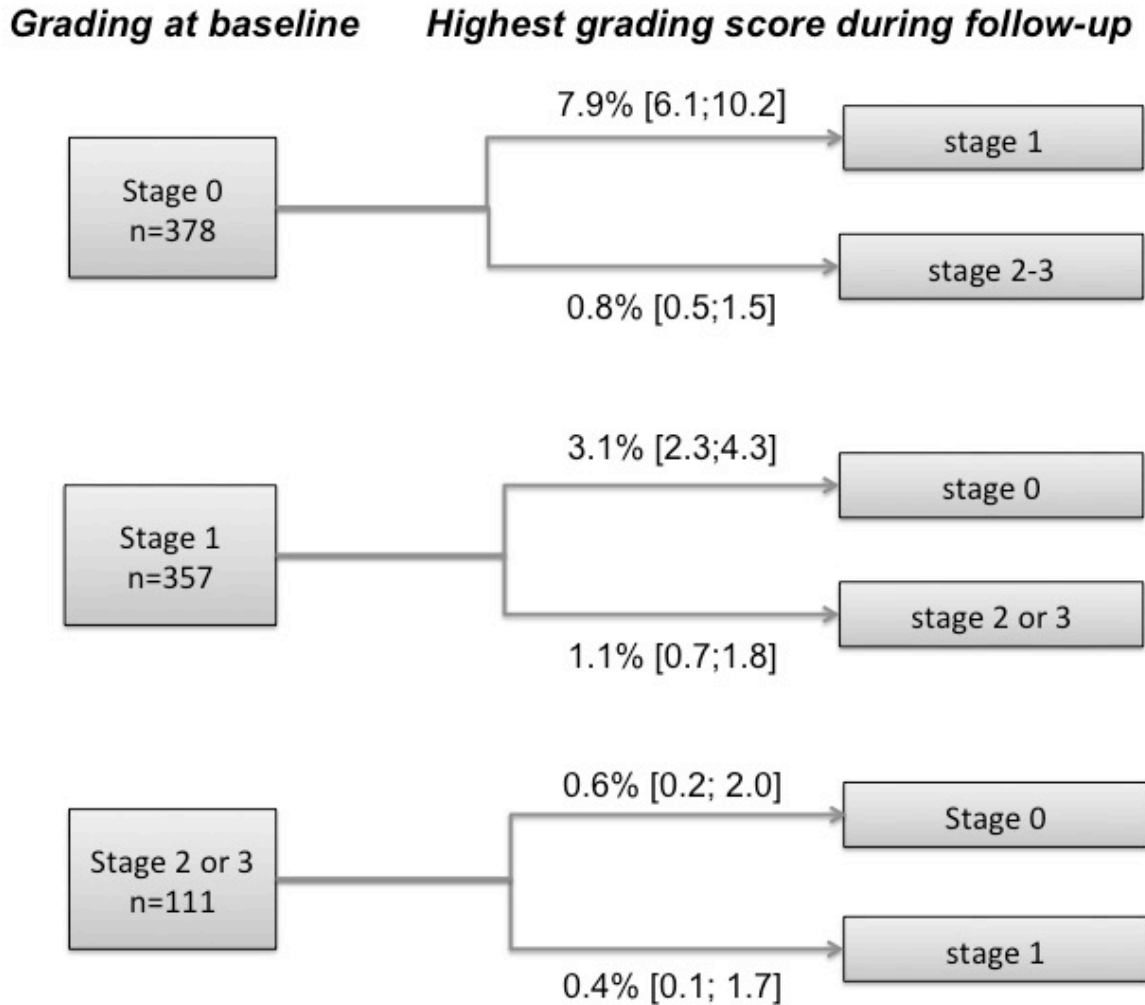 Grading at baseline
Highest grading score during follow-up
7.9% [6.1;10.2]
Stage 0
n=378
stage 1
stage 2-3
0.8% [0.5;1.5]
3.1% [2.3;4.3]
Stage 1
n=357
stage 0
stage 2 or 3
1.1% [0.7;1.8]
0.6% [0.2; 2.0]
Stage 2 or 3
n=111
Stage 0
stage 1
0.4% [0.1; 1.7]